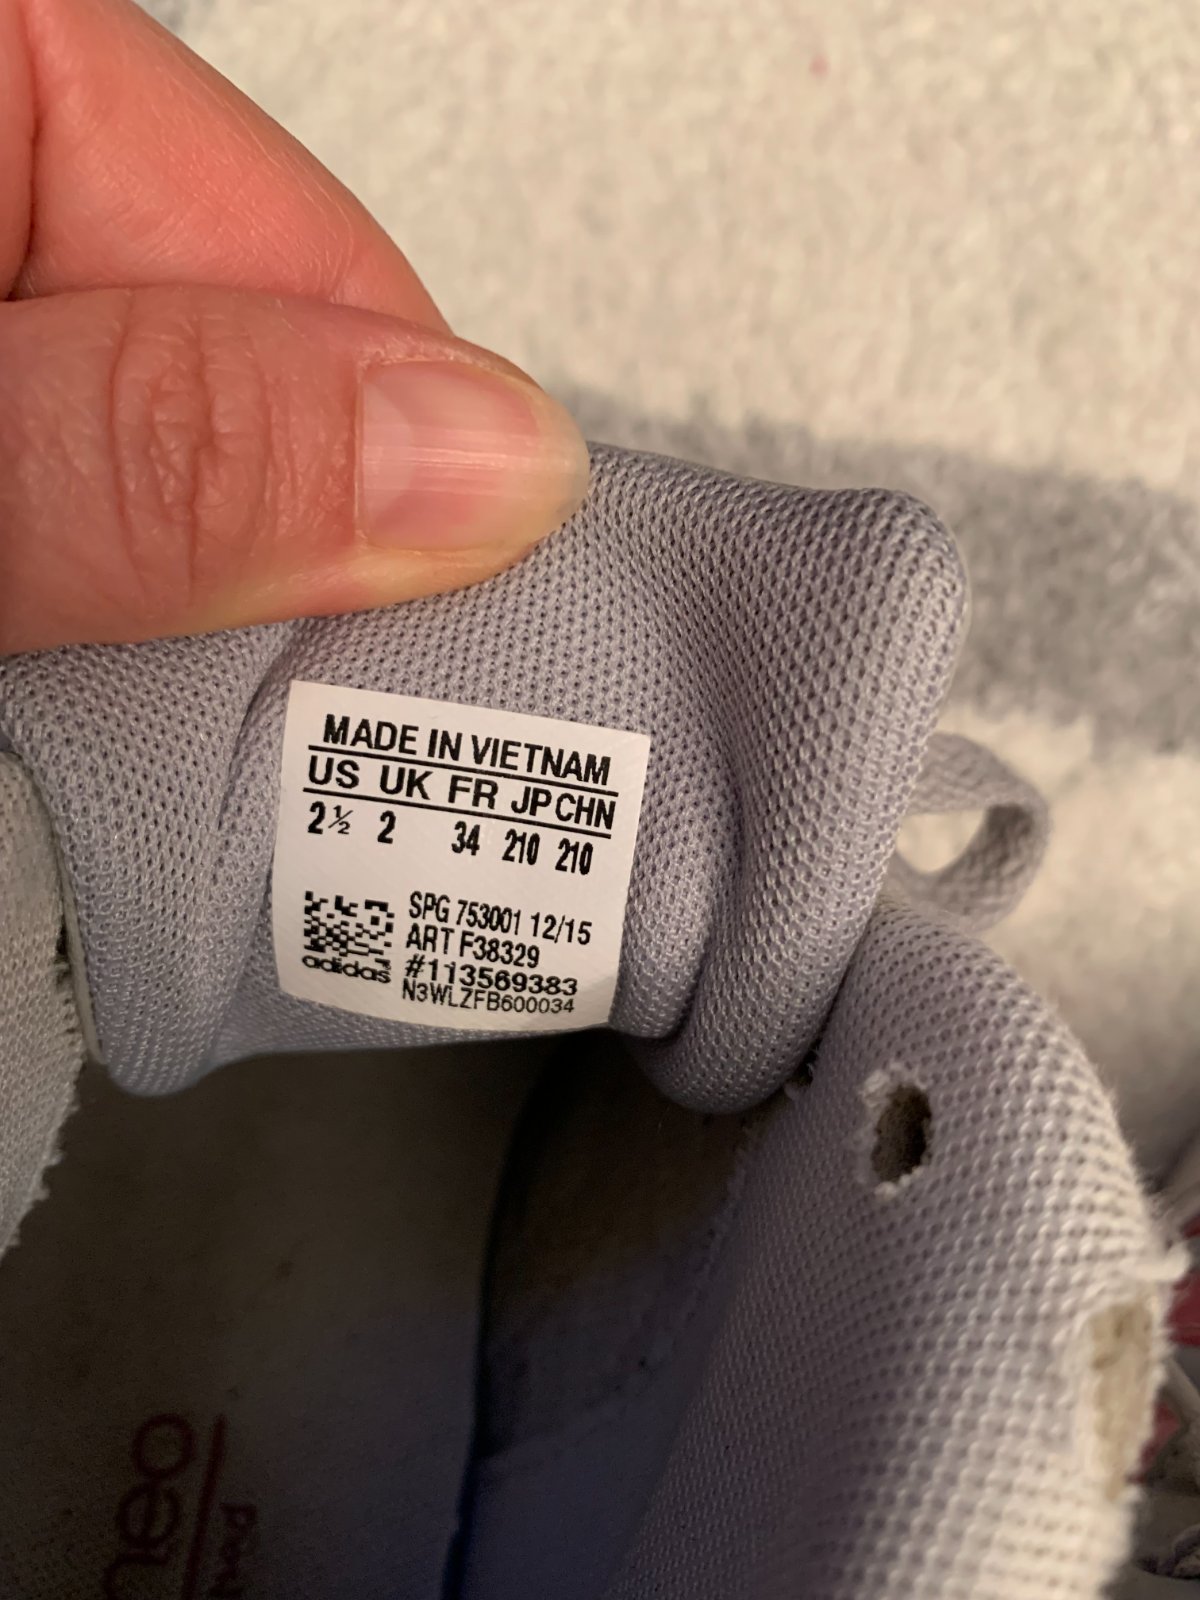 MADE IN VIETNAM
US UK FR JP CHN
2½ 2 34 210 210
SPG 753001 12/15
ART F38329
#113569383
N3WLZFB600034
adidas
neo